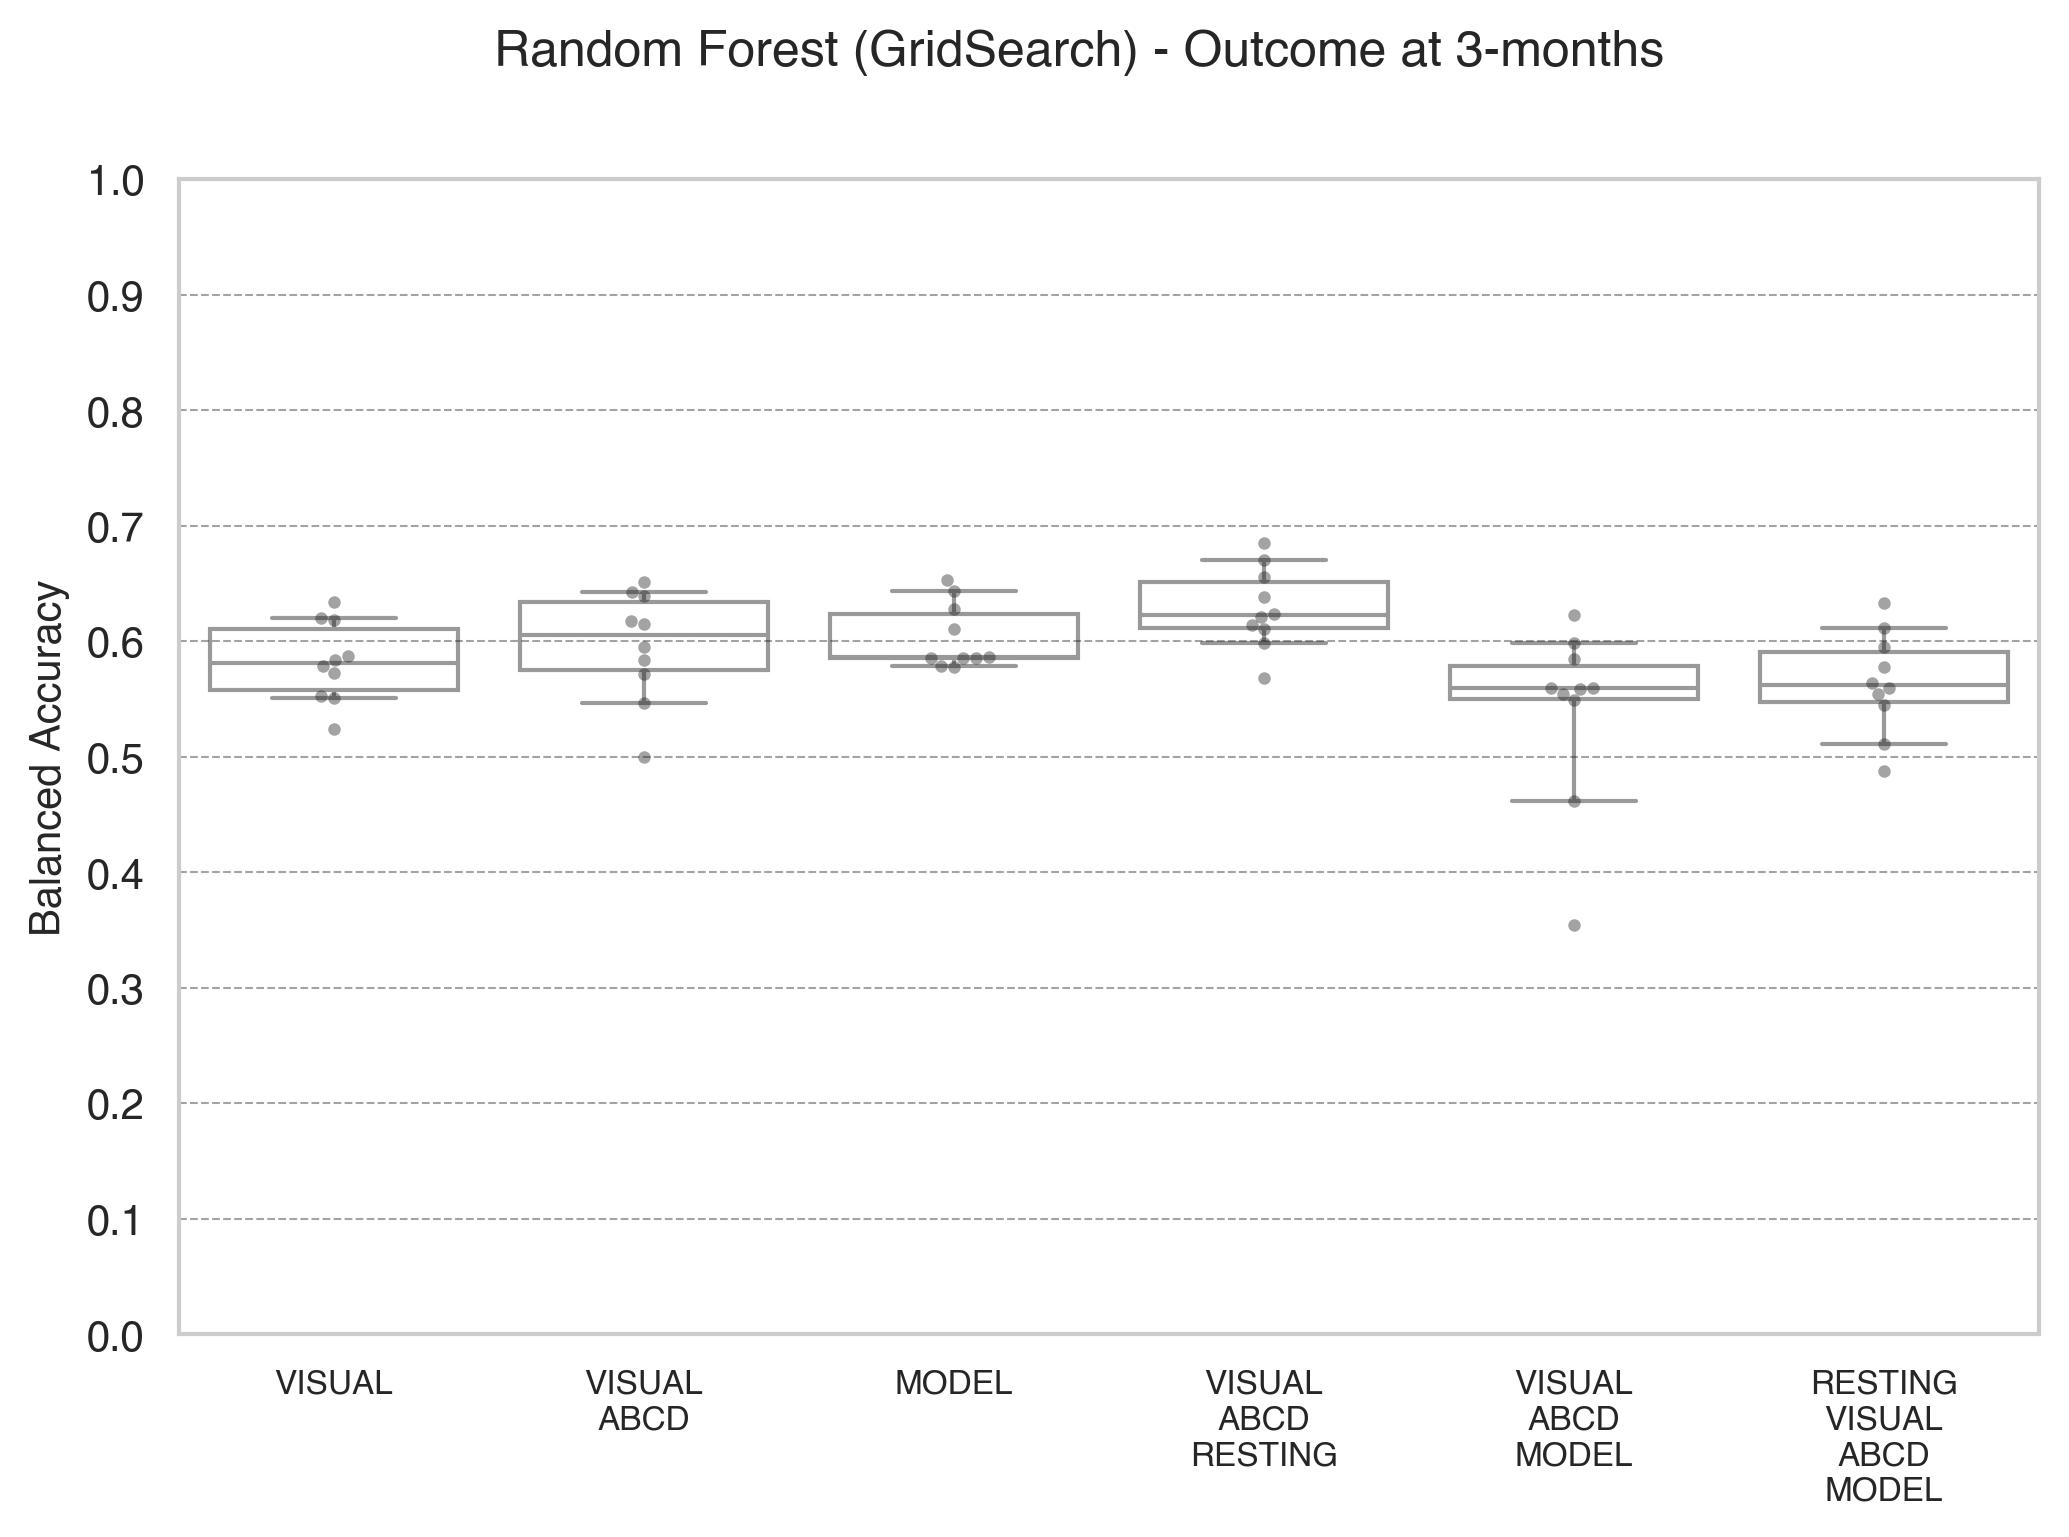 Random Forest (GridSearch) - Outcome at 3-months
Balanced Accuracy
1.0
0.9
0.8
0.7
0.6
0.5
0.4
0.3
0.2
0.1
0.0
VISUAL
VISUAL
ABCD
MODEL
VISUAL
ABCD
RESTING
VISUAL
ABCD
MODEL
RESTING
VISUAL
ABCD
MODEL